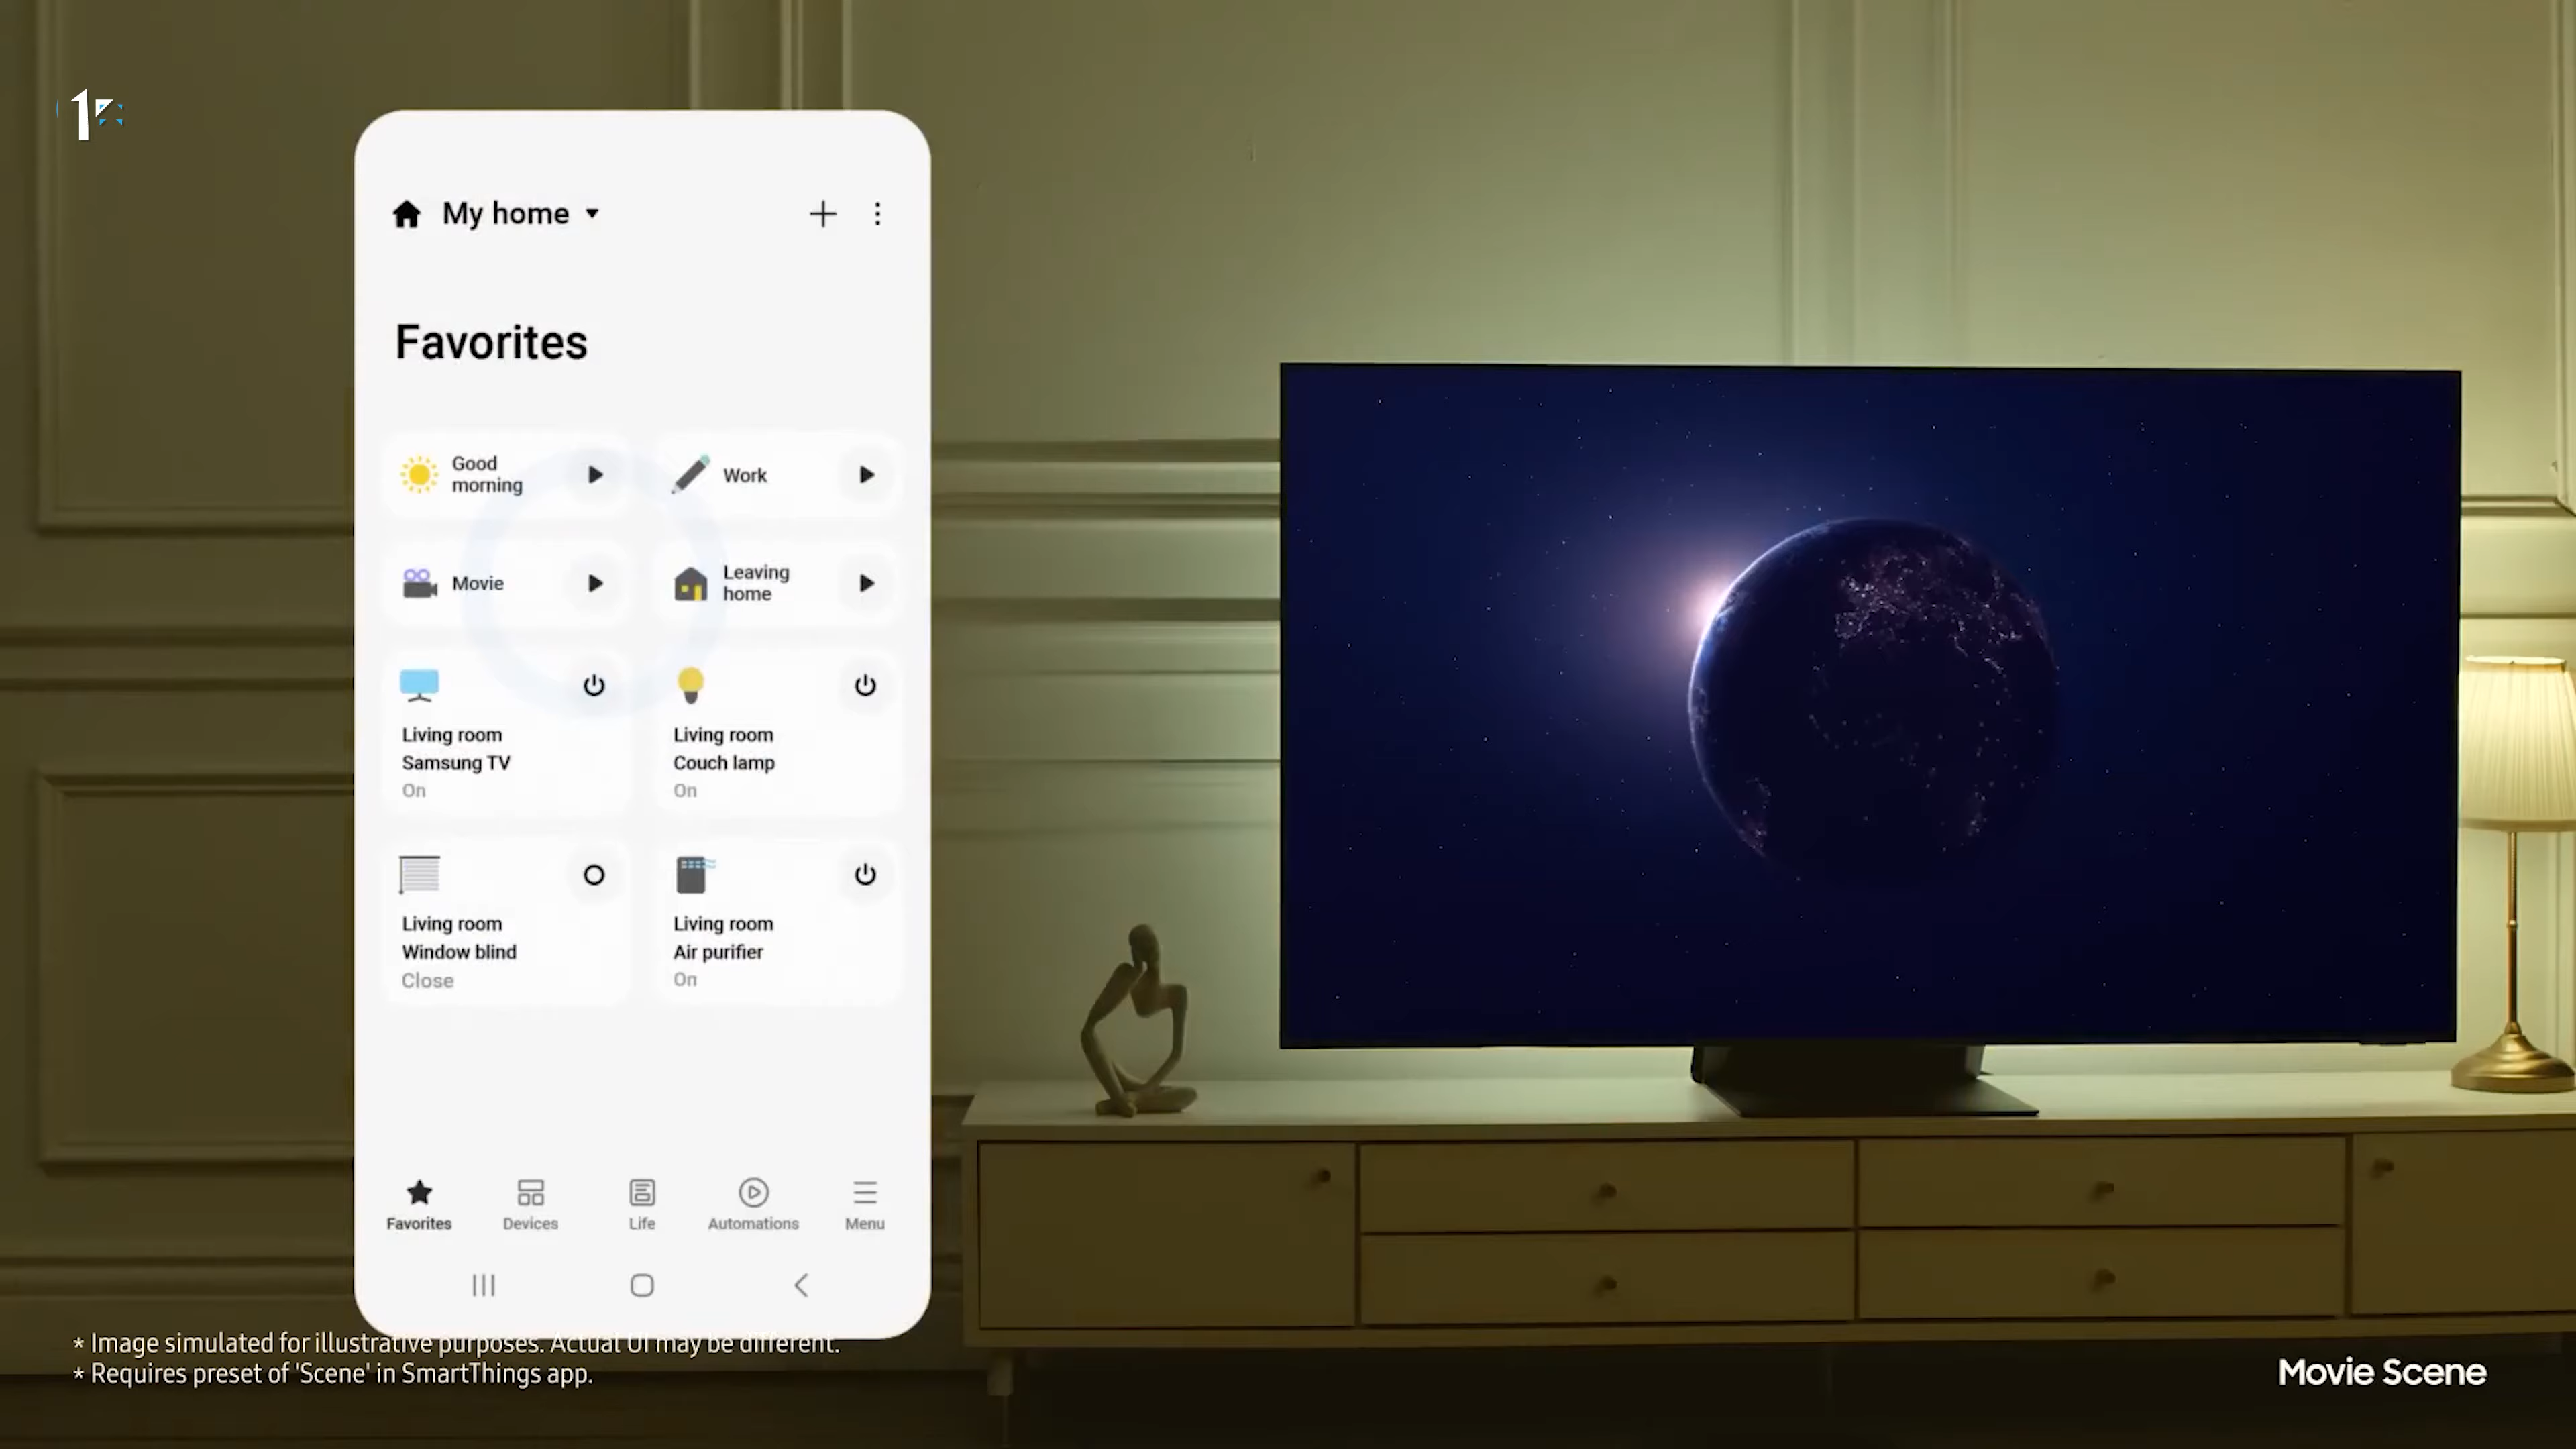 My home
Favorites
Good
morning
Work
Movie
Leaving
home
Living room
Samsung TV
On
Living room
Couch lamp
On
Living room
Window blind
Close
Living room
Air purifier
On
Favorites
Devices
Life
Automations
Menu
* Image simulated for illustrative purposes. Actual UI may be different.
* Requires preset of 'Scene' in SmartThings app.
Movie Scene